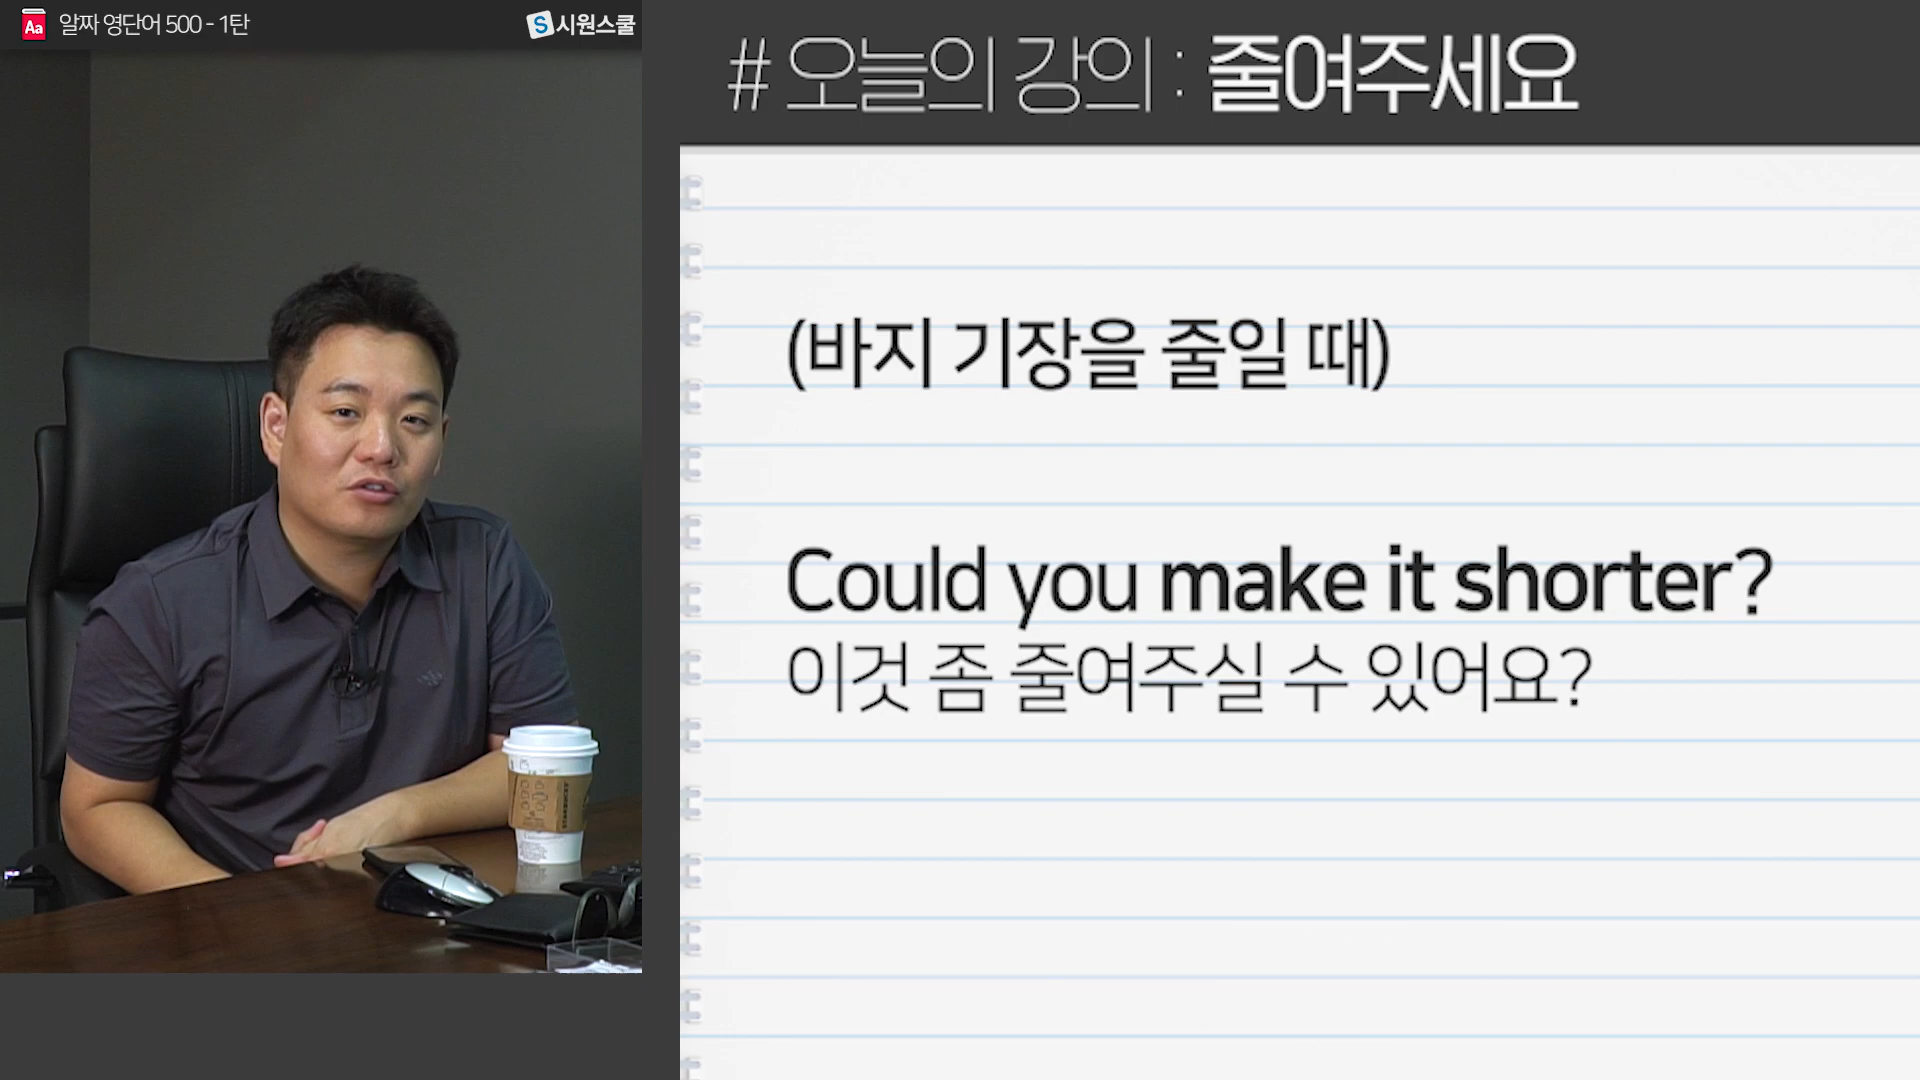 Aa 알짜 영단어 500 - 1탄
S 시원스쿨
# 오늘의 강의 : 줄여주세요
(바지 기장을 줄일 때)
Could you make it shorter?
이것 좀 줄여주실 수 있어요?
STARBUCKS